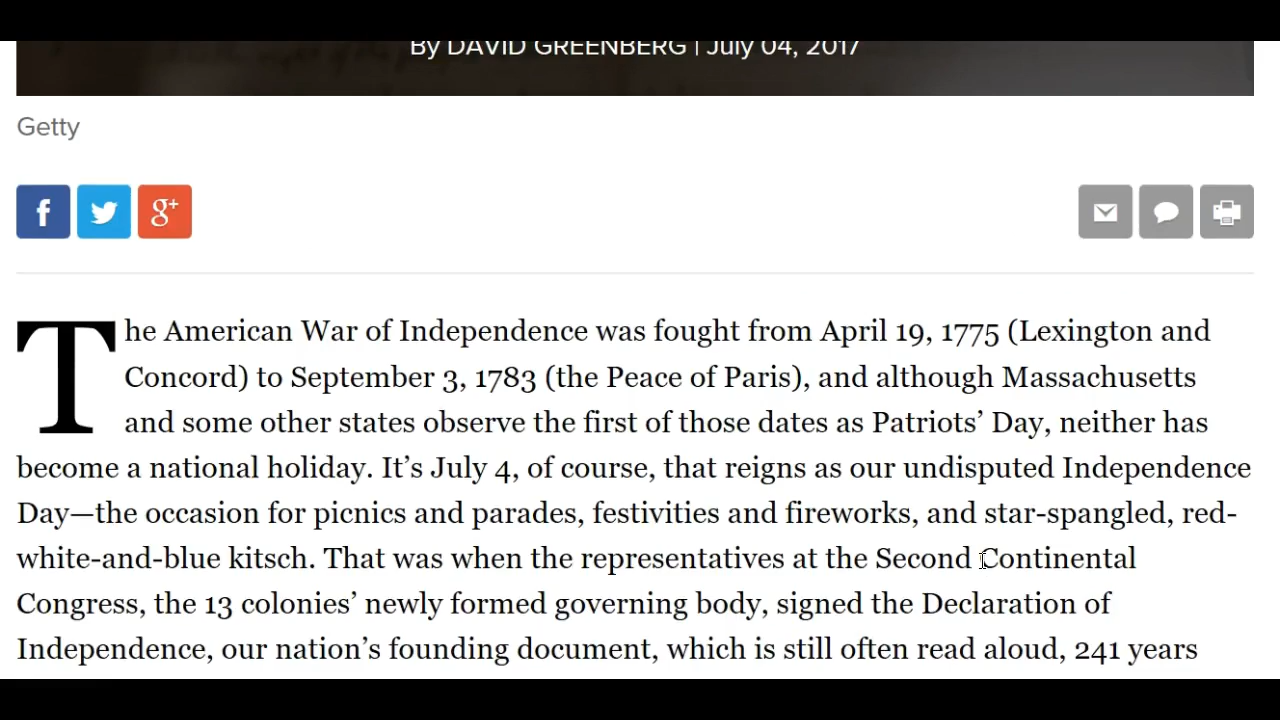 By DAVID GREENBERG | July 04, 2017
Getty
f
g+
The American War of Independence was fought from April 19, 1775 (Lexington and
Concord) to September 3, 1783 (the Peace of Paris), and although Massachusetts
and some other states observe the first of those dates as Patriots’ Day, neither has
become a national holiday. It’s July 4, of course, that reigns as our undisputed Independence
Day—the occasion for picnics and parades, festivities and fireworks, and star-spangled, red-
white-and-blue kitsch. That was when the representatives at the Second Continental
Congress, the 13 colonies’ newly formed governing body, signed the Declaration of
Independence, our nation’s founding document, which is still often read aloud, 241 years